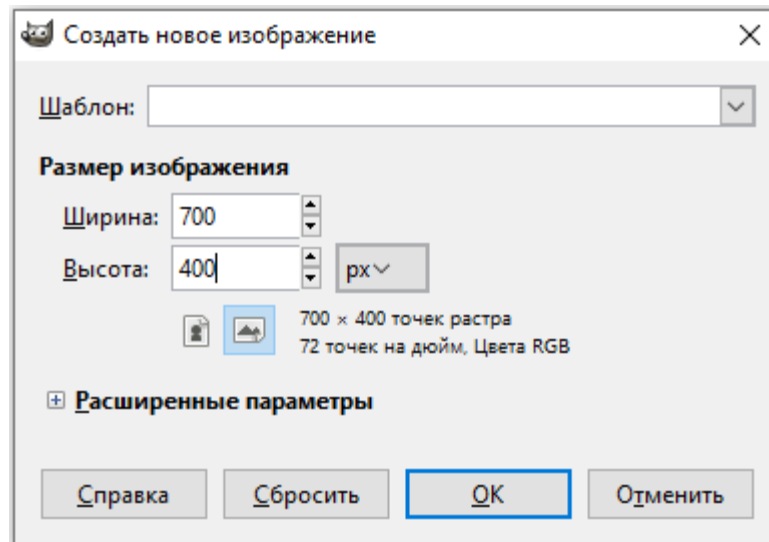 Создать новое изображение
Шаблон:
Размер изображения
Ширина: 700
Высота: 400 px
700 × 400 точек растра
72 точек на дюйм, Цвета RGB
Расширенные параметры
Справка Сбросить OK Отменить